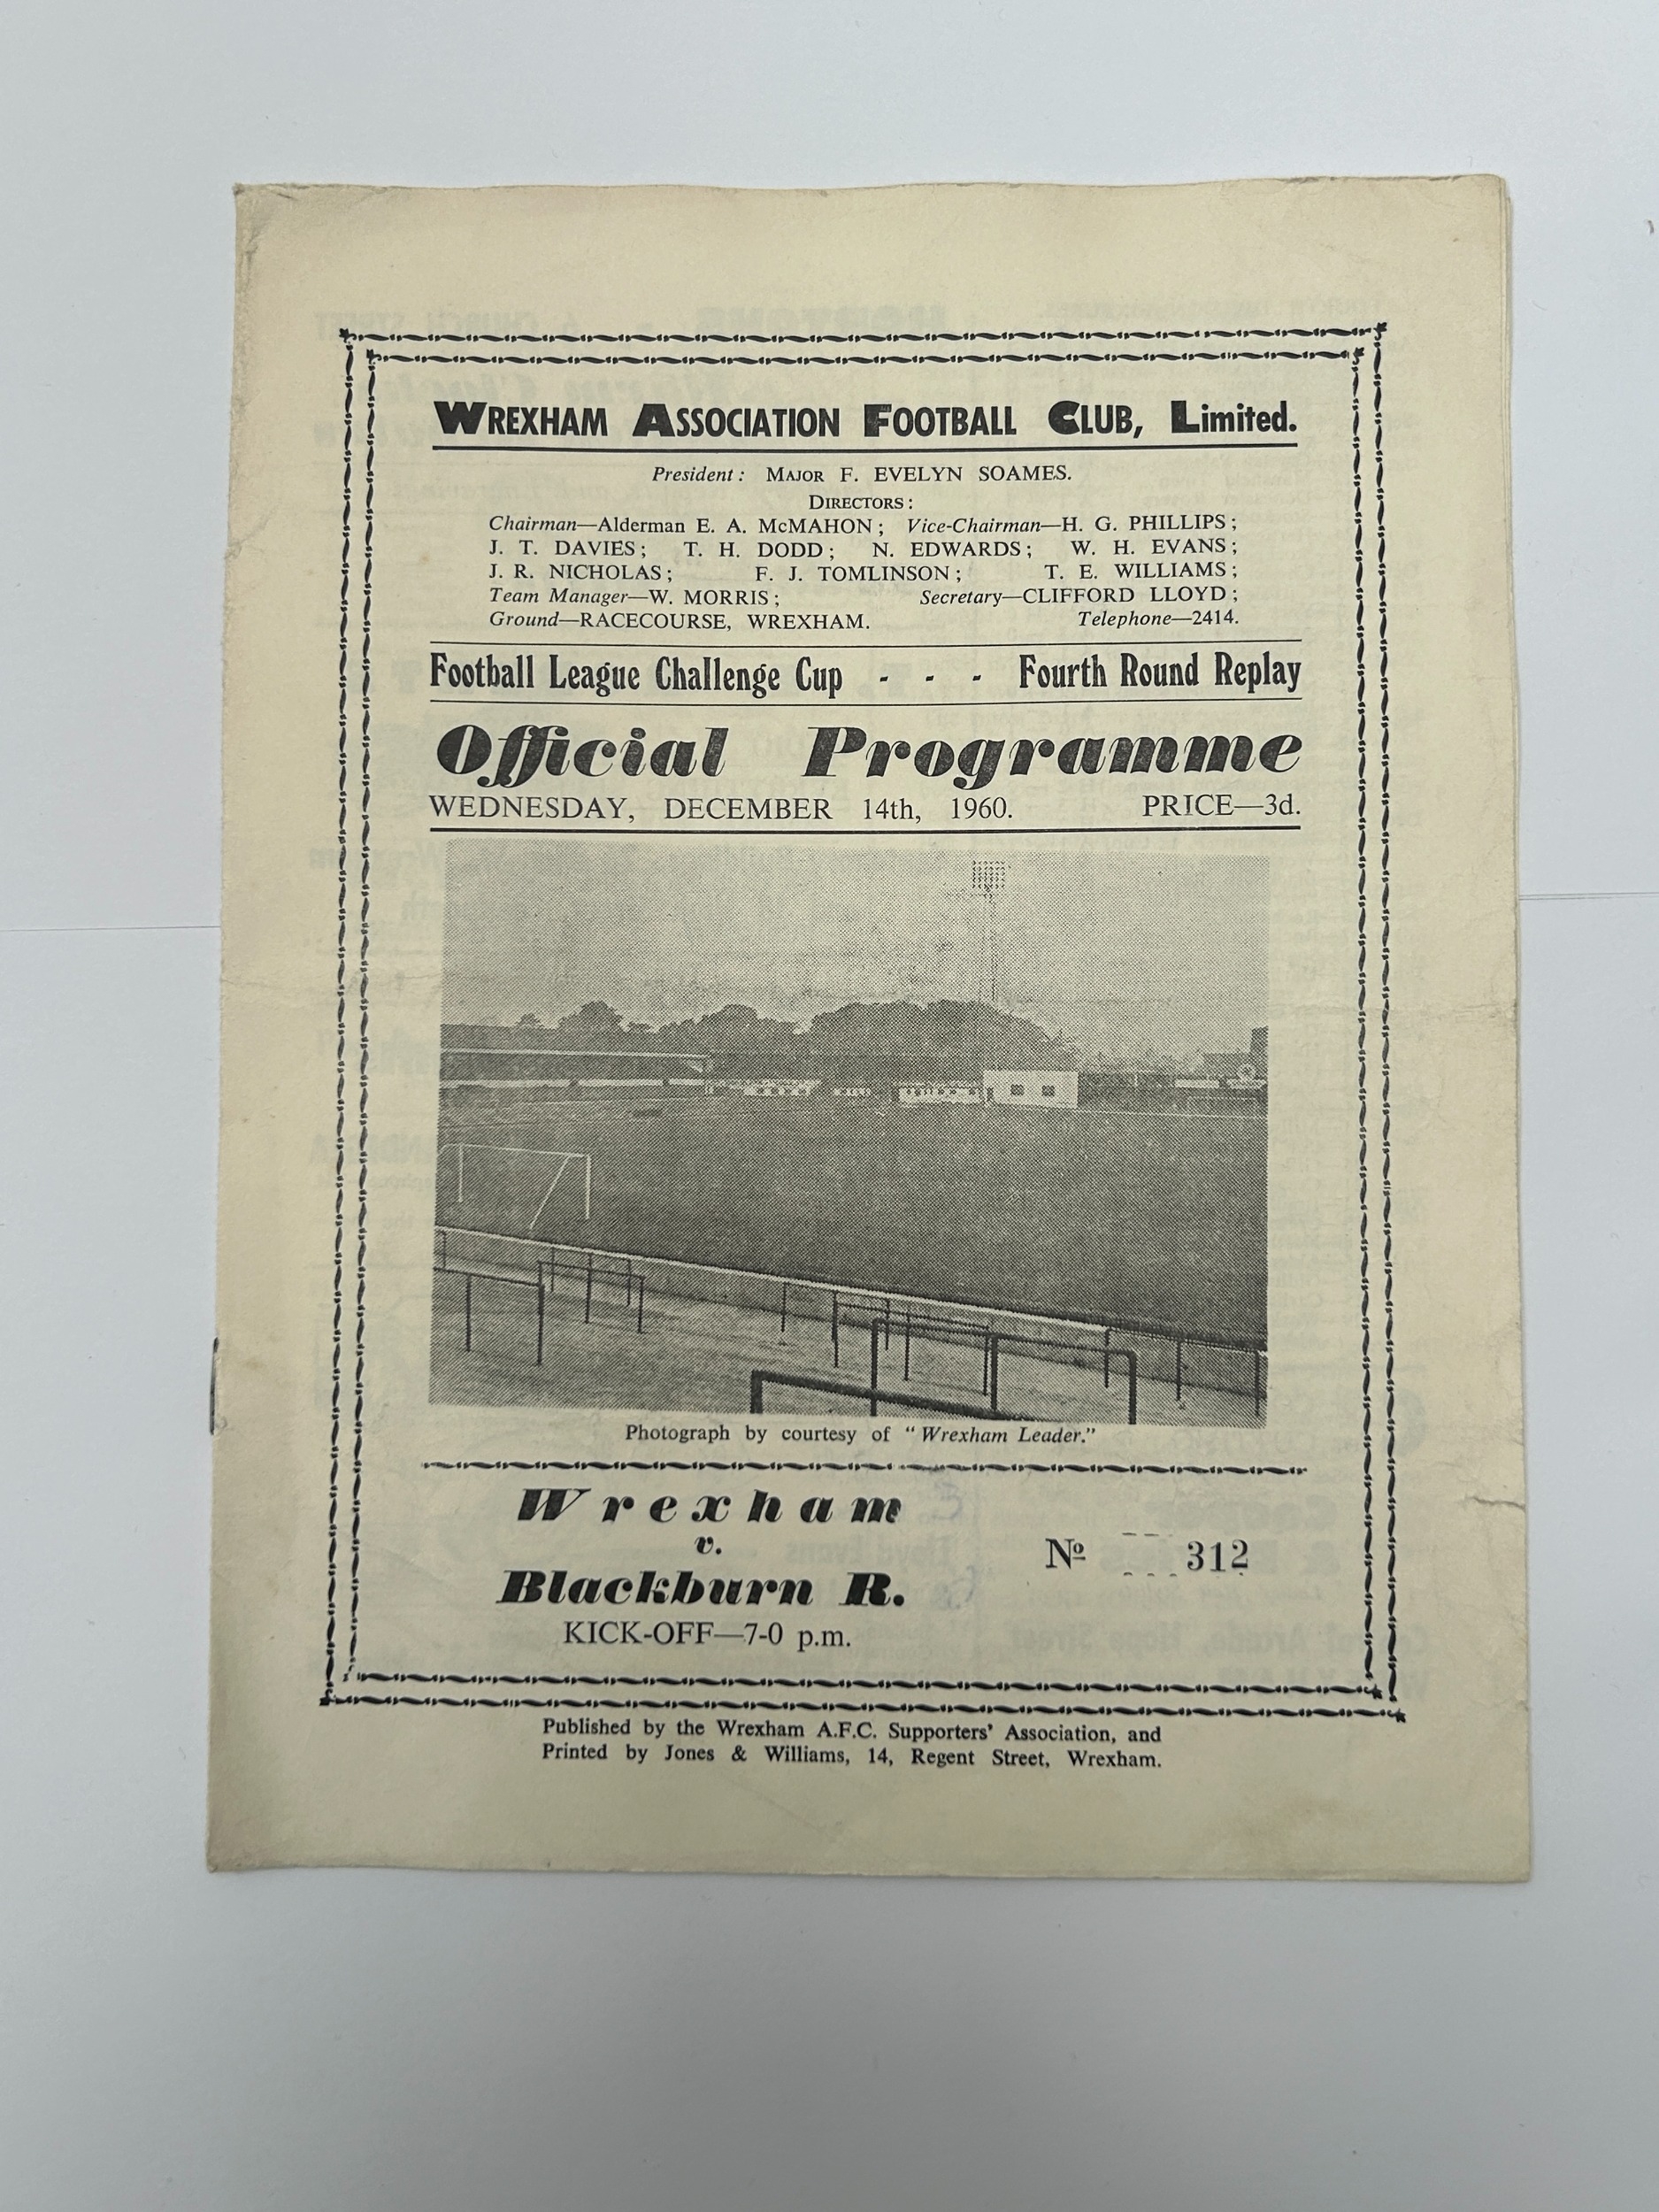 WREXHAM ASSOCIATION FOOTBALL CLUB, Limited.
President: MAJOR F. EVELYN SOAMES.
DIRECTORS:
Chairman—Alderman E. A. McMAHON; Vice-Chairman—H. G. PHILLIPS;
J. T. DAVIES; T. H. DODD; N. EDWARDS; W. H. EVANS;
J. R. NICHOLAS; F. J. TOMLINSON; T. E. WILLIAMS;
Team Manager—W. MORRIS; Secretary—CLIFFORD LLOYD;
Ground—RACECOURSE, WREXHAM. Telephone—2414.
Football League Challenge Cup - - - Fourth Round Replay
Official Programme
WEDNESDAY, DECEMBER 14th, 1960. PRICE—3d.
Photograph by courtesy of "Wrexham Leader."
Wrexham
v.
Blackburn R.
KICK-OFF—7-0 p.m.
Nº 312
Published by the Wrexham A.F.C. Supporters' Association, and
Printed by Jones & Williams, 14, Regent Street, Wrexham.